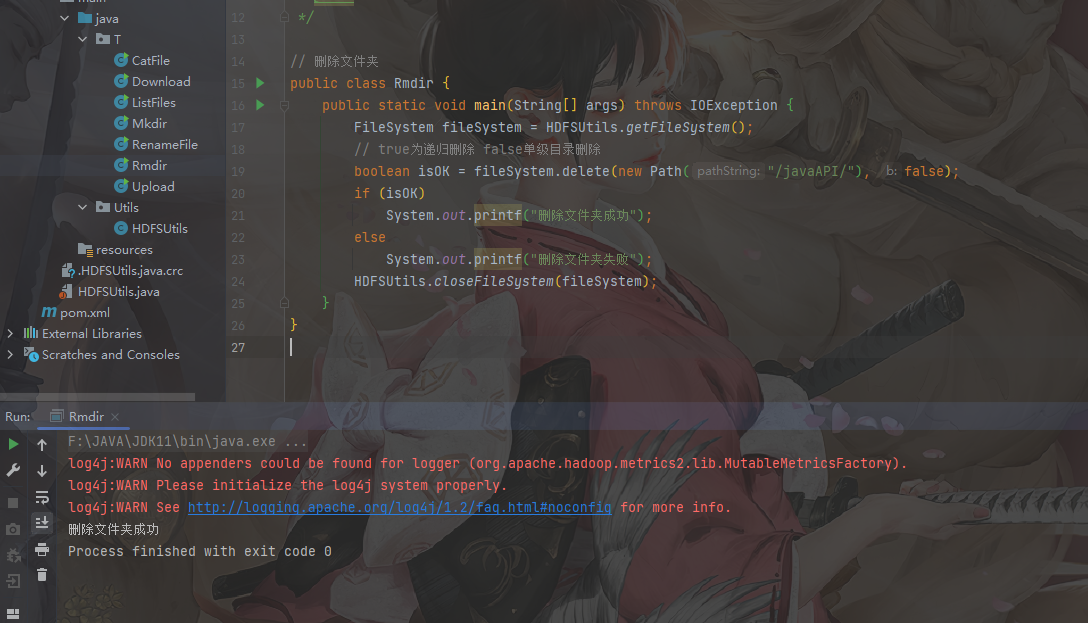 main
java
T
CatFile
Download
ListFiles
Mkdir
RenameFile
Rmdir
Upload
Utils
HDFSUtils
resources
.HDFSUtils.java.crc
HDFSUtils.java
pom.xml
External Libraries
Scratches and Consoles
12 */
13
14 // 删除文件夹
15 public class Rmdir {
16 public static void main(String[] args) throws IOException {
17 FileSystem fileSystem = HDFSUtils.getFileSystem();
18 // true为递归删除 false单级目录删除
19 boolean isOK = fileSystem.delete(new Path( pathString: "/javaAPI/"), b: false);
20 if (isOK)
21 System.out.printf("删除文件夹成功");
22 else
23 System.out.printf("删除文件夹失败");
24 HDFSUtils.closeFileSystem(fileSystem);
25 }
26 }
27
Run: Rmdir
F:\JAVA\JDK11\bin\java.exe ...
log4j:WARN No appenders could be found for logger (org.apache.hadoop.metrics2.lib.MutableMetricsFactory).
log4j:WARN Please initialize the log4j system properly.
log4j:WARN See http://logging.apache.org/log4j/1.2/faq.html#noconfig for more info.
删除文件夹成功
Process finished with exit code 0